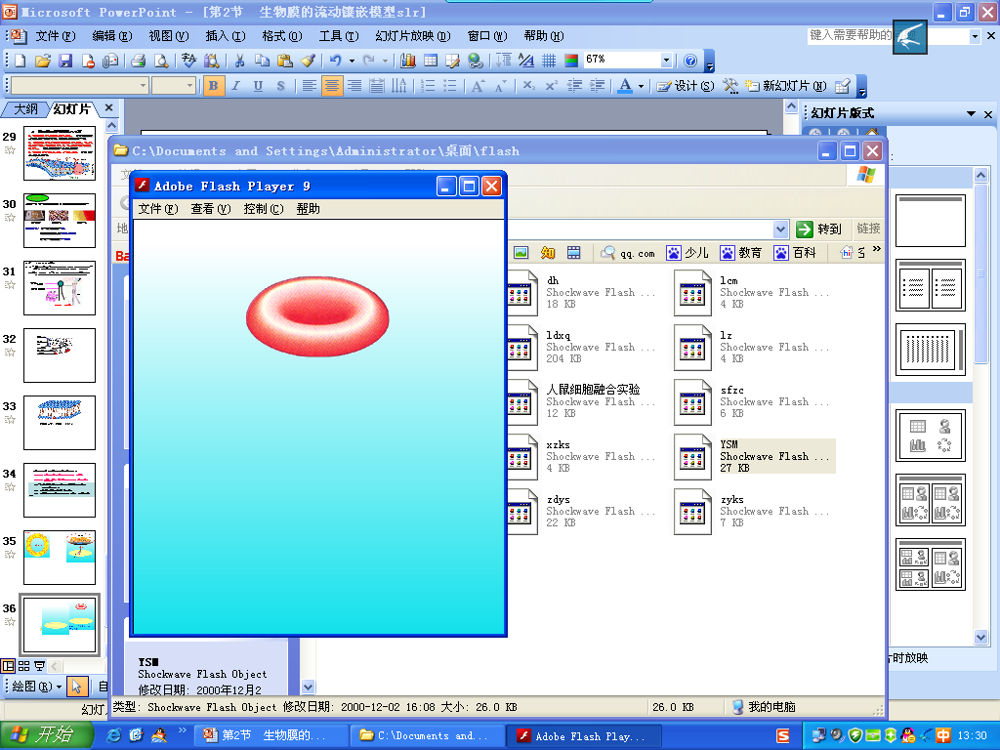 Microsoft PowerPoint - [第2节 生物膜的流动镶嵌模型slr]
文件(F) 编辑(E) 视图(V) 插入(I) 格式(O) 工具(T) 幻灯片放映(D) 窗口(W) 帮助(H)
键入需要帮助的
67%
B I U S
设计(S) 新幻灯片(N)
大纲 幻灯片
幻灯片版式
29
30
31
32
33
34
35
36
C:\Documents and Settings\Administrator\桌面\flash
Adobe Flash Player 9
文件(F) 查看(V) 控制(C) 帮助
转到 链接
qq.com 少儿 教育 百科
dh
Shockwave Flash ...
18 KB
lcm
Shockwave Flash ...
4 KB
ldxq
Shockwave Flash ...
204 KB
lz
Shockwave Flash ...
4 KB
人鼠细胞融合实验
Shockwave Flash ...
12 KB
sfzc
Shockwave Flash ...
6 KB
xzks
Shockwave Flash ...
4 KB
YSM
Shockwave Flash ...
27 KB
zdys
Shockwave Flash ...
22 KB
zyks
Shockwave Flash ...
7 KB
YSM
Shockwave Flash Object
修改日期: 2000年12月2
类型: Shockwave Flash Object 修改日期: 2000-12-02 16:08 大小: 26.0 KB
26.0 KB
我的电脑
绘图(R)
幻灯
时放映
开始
第2节 生物膜的...
C:\Documents and...
Adobe Flash Play...
中
13:30